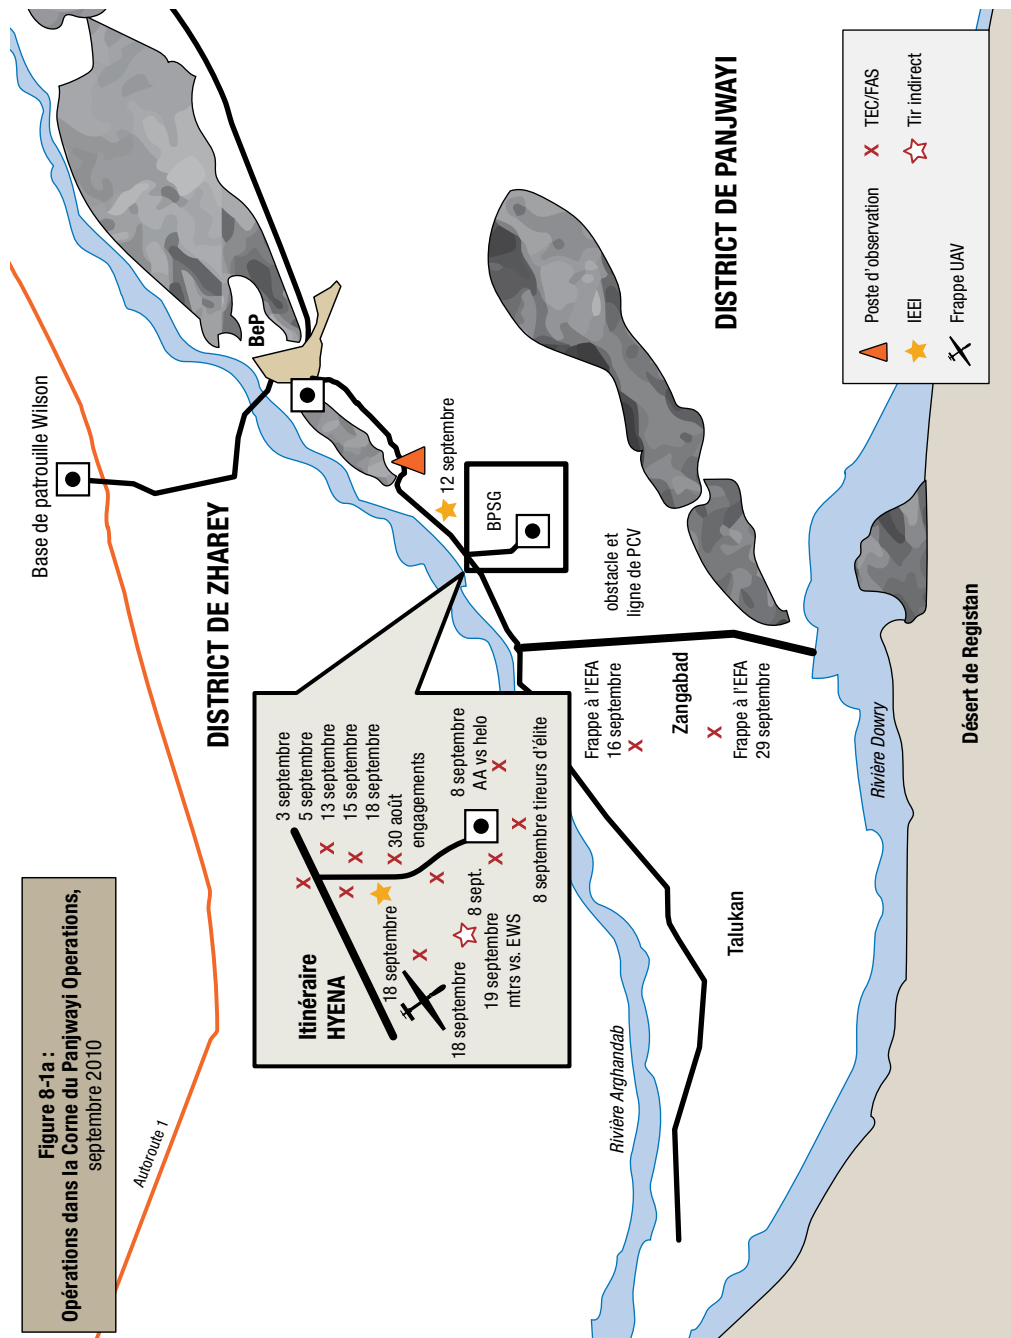 Figure 8-1a :
Opérations dans la Corne du Panjwayi Operations,
septembre 2010
Autoroute 1
Base de patrouille Wilson
DISTRICT DE ZHAREY
BeP
12 septembre
BPSG
Itinéraire
HYENA
3 septembre
5 septembre
13 septembre
15 septembre
18 septembre
30 août
engagements
8 septembre
AA vs helo
18 septembre
18 septembre
8 sept.
19 septembre
mtrs vs. EWS
8 septembre tireurs d'élite
obstacle et
ligne de PCV
Frappe à l'EFA
16 septembre
Zangabad
Frappe à l'EFA
29 septembre
Talukan
Rivière Arghandab
Rivière Dowry
Désert de Registan
DISTRICT DE PANJWAYI
Poste d'observation
TEC/FAS
IEEI
Tir indirect
Frappe UAV